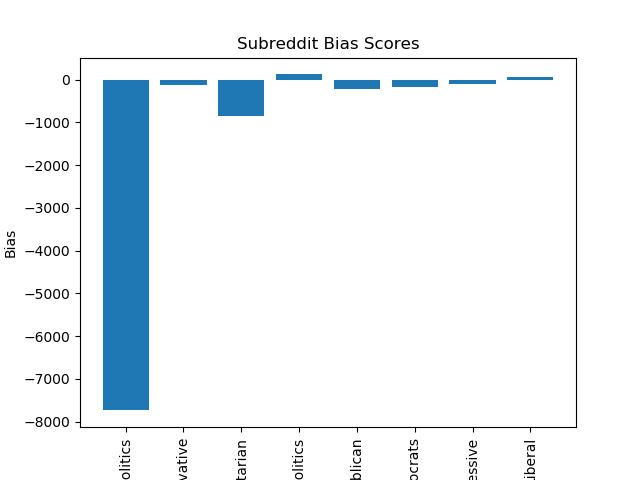 Subreddit Bias Scores
0
−1000
−2000
−3000
−4000
−5000
−6000
−7000
−8000
Bias
olitics
vative
tarian
olitics
blican
ocrats
essive
iberal